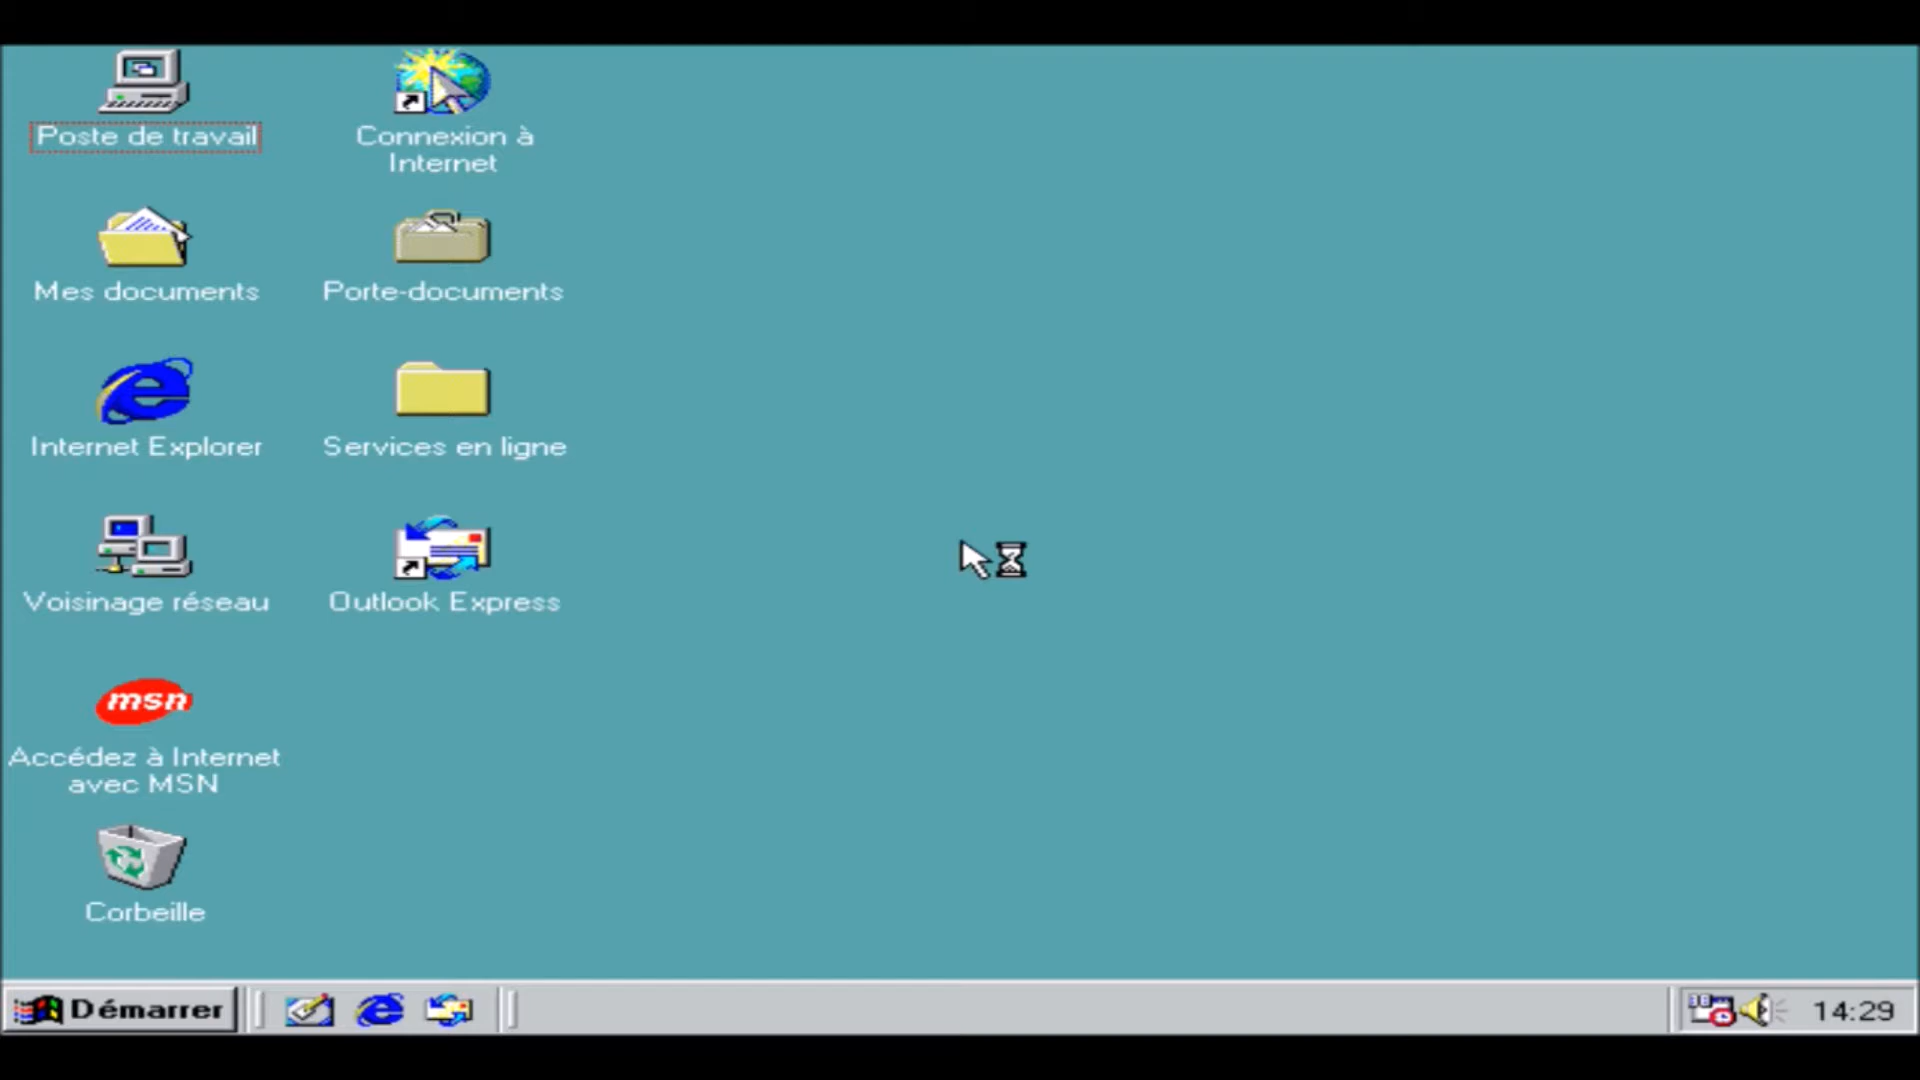 Poste de travail
Connexion à
Internet
Mes documents
Porte-documents
Internet Explorer
Services en ligne
Voisinage réseau
Outlook Express
msn
Accédez à Internet
avec MSN
Corbeille
Démarrer
14:29